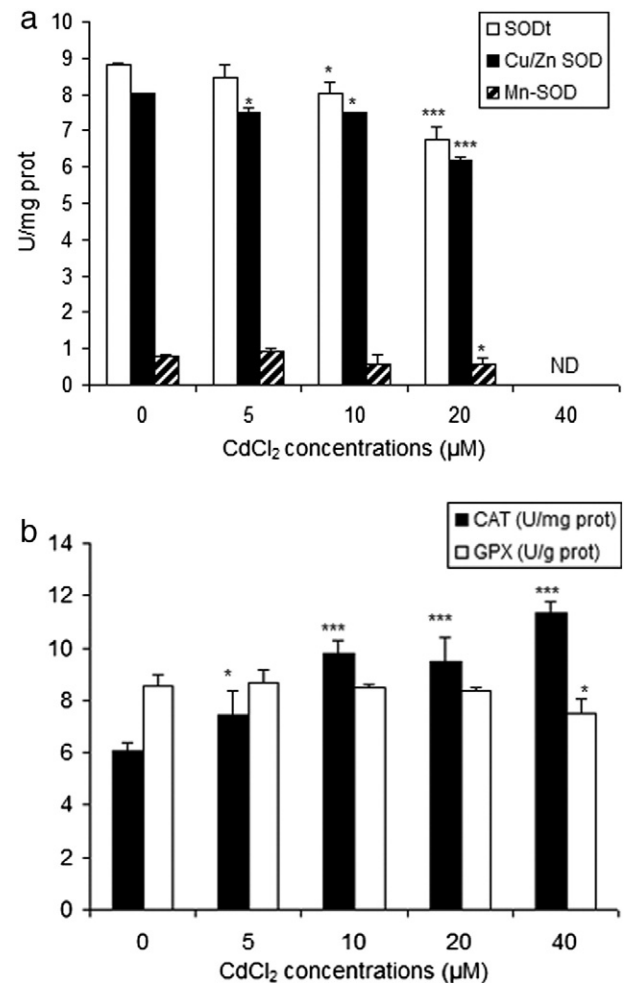 a
SODt
Cu/Zn SOD
Mn-SOD
U/mg prot
10
9
8
7
6
5
4
3
2
1
0
*
*
*
***
***
*
ND
0 5 10 20 40
CdCl₂ concentrations (µM)
b
CAT (U/mg prot)
GPX (U/g prot)
14
12
10
8
6
4
2
0
*
***
***
***
*
0 5 10 20 40
CdCl₂ concentrations (µM)